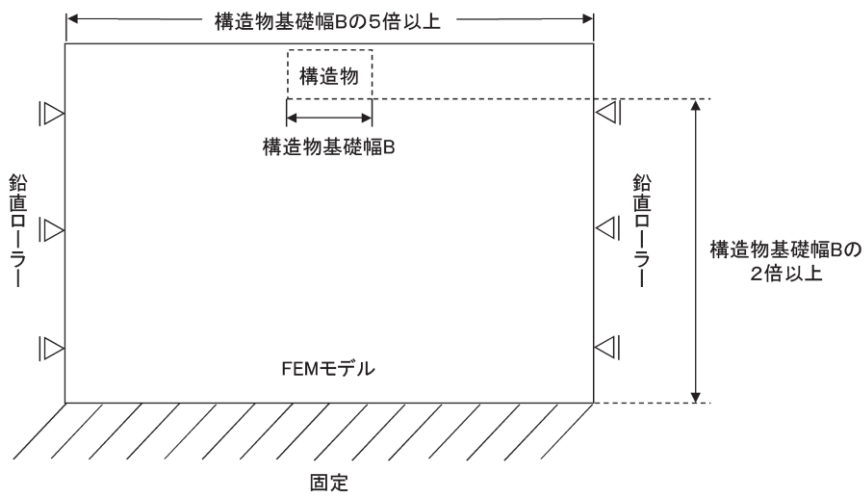 構造物基礎幅Bの5倍以上
構造物
構造物基礎幅B
鉛直ローラー
鉛直ローラー
構造物基礎幅Bの
2倍以上
FEMモデル
固定